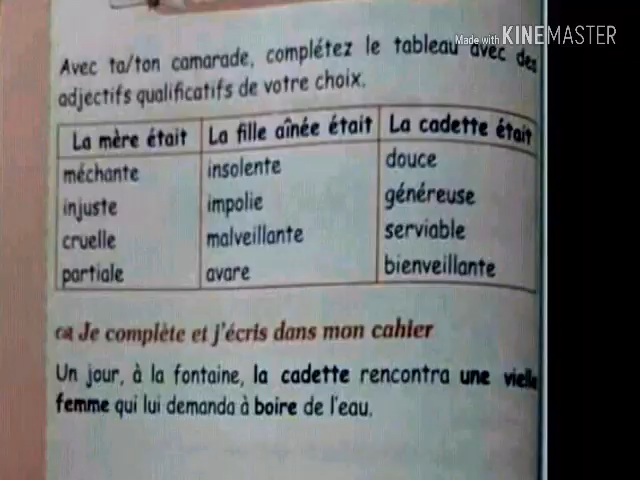 Made with KINEMASTER
Avec ta/ton camarade, complétez le tableau avec des
adjectifs qualificatifs de votre choix.
La mère était La fille aînée était La cadette était
méchante insolente douce
injuste impolie généreuse
cruelle malveillante serviable
partiale avare bienveillante
Je complète et j'écris dans mon cahier
Un jour, à la fontaine, la cadette rencontra une
femme qui lui demanda à boire de l'eau.